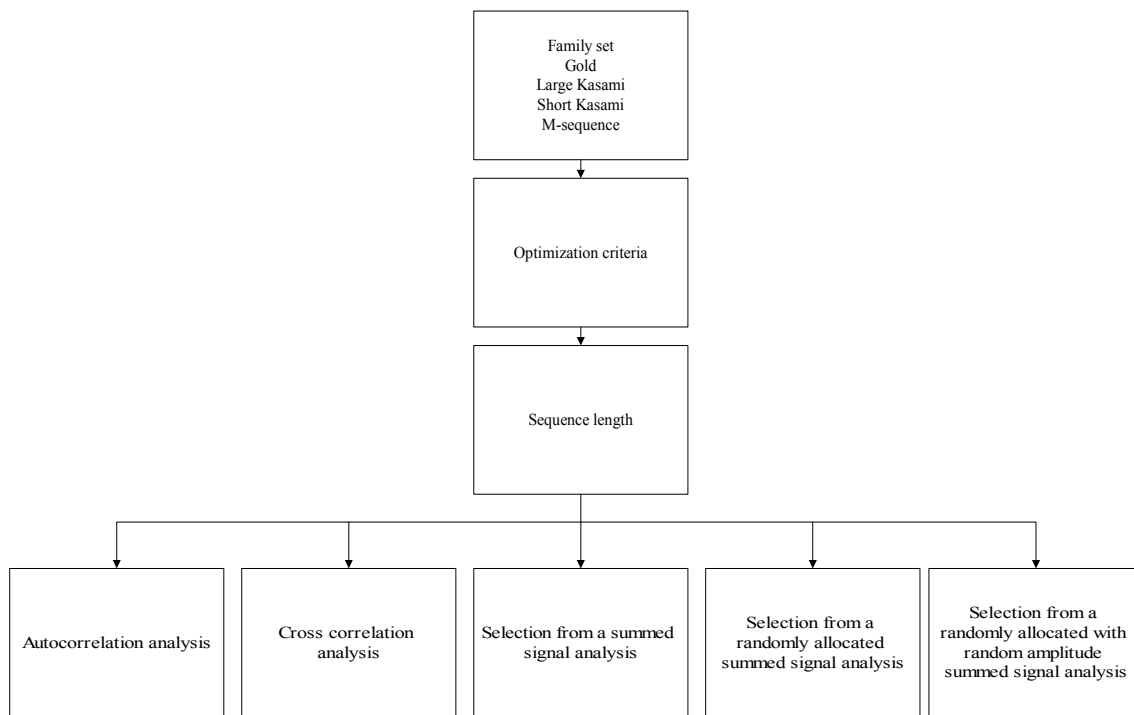 Family set
Gold
Large Kasami
Short Kasami
M-sequence
Optimization criteria
Sequence length
Autocorrelation analysis
Cross correlation
analysis
Selection from a summed
signal analysis
Selection from a
randomly allocated
summed signal analysis
Selection from a
randomly allocated with
random amplitude
summed signal analysis